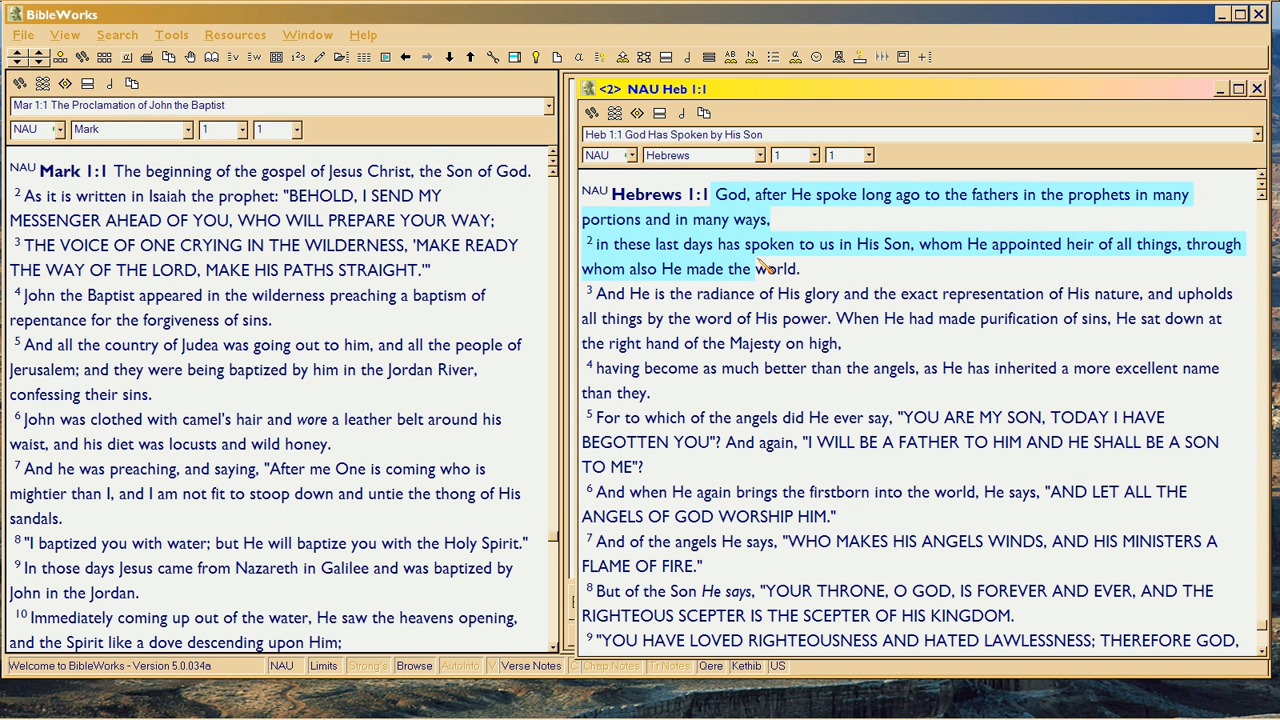 BibleWorks
File View Search Tools Resources Window Help
Mar 1:1 The Proclamation of John the Baptist
NAU Mark 1 1
NAU Mark 1:1 The beginning of the gospel of Jesus Christ, the Son of God.
2 As it is written in Isaiah the prophet: "BEHOLD, I SEND MY
MESSENGER AHEAD OF YOU, WHO WILL PREPARE YOUR WAY;
3 THE VOICE OF ONE CRYING IN THE WILDERNESS, 'MAKE READY
THE WAY OF THE LORD, MAKE HIS PATHS STRAIGHT.'"
4 John the Baptist appeared in the wilderness preaching a baptism of
repentance for the forgiveness of sins.
5 And all the country of Judea was going out to him, and all the people of
Jerusalem; and they were being baptized by him in the Jordan River,
confessing their sins.
6 John was clothed with camel's hair and wore a leather belt around his
waist, and his diet was locusts and wild honey.
7 And he was preaching, and saying, "After me One is coming who is
mightier than I, and I am not fit to stoop down and untie the thong of His
sandals.
8 "I baptized you with water; but He will baptize you with the Holy Spirit."
9 In those days Jesus came from Nazareth in Galilee and was baptized by
John in the Jordan.
10 Immediately coming up out of the water, He saw the heavens opening,
and the Spirit like a dove descending upon Him;
<2> NAU Heb 1:1
Heb 1:1 God Has Spoken by His Son
NAU Hebrews 1 1
NAU Hebrews 1:1 God, after He spoke long ago to the fathers in the prophets in many
portions and in many ways,
2 in these last days has spoken to us in His Son, whom He appointed heir of all things, through
whom also He made the world.
3 And He is the radiance of His glory and the exact representation of His nature, and upholds
all things by the word of His power. When He had made purification of sins, He sat down at
the right hand of the Majesty on high,
4 having become as much better than the angels, as He has inherited a more excellent name
than they.
5 For to which of the angels did He ever say, "YOU ARE MY SON, TODAY I HAVE
BEGOTTEN YOU"? And again, "I WILL BE A FATHER TO HIM AND HE SHALL BE A SON
TO ME"?
6 And when He again brings the firstborn into the world, He says, "AND LET ALL THE
ANGELS OF GOD WORSHIP HIM."
7 And of the angels He says, "WHO MAKES HIS ANGELS WINDS, AND HIS MINISTERS A
FLAME OF FIRE."
8 But of the Son He says, "YOUR THRONE, O GOD, IS FOREVER AND EVER, AND THE
RIGHTEOUS SCEPTER IS THE SCEPTER OF HIS KINGDOM.
9 "YOU HAVE LOVED RIGHTEOUSNESS AND HATED LAWLESSNESS; THEREFORE GOD,
Welcome to BibleWorks - Version 5.0.034a NAU Limits Strong's Browse AutoInfo V Verse Notes C Chap Notes Tr Notes Qere Kethib US